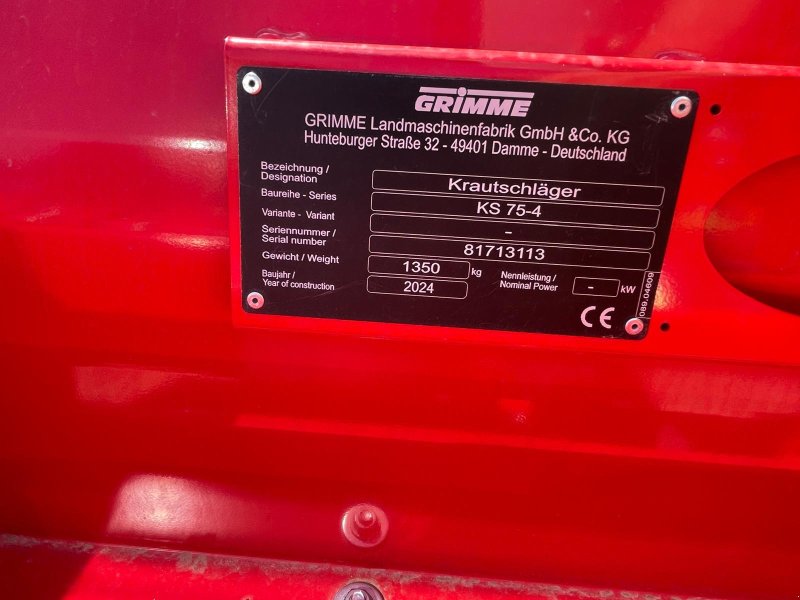 GRIMME
GRIMME Landmaschinenfabrik GmbH &Co. KG
Hunteburger Straße 32 - 49401 Damme - Deutschland
Bezeichnung /
Designation
Krautschläger
Baureihe - Series
KS 75-4
Variante - Variant
-
Seriennummer /
Serial number
81713113
Gewicht / Weight
1350 kg
Nennleistung /
Nominal Power
- kW
Baujahr /
Year of construction
2024
CE
089.04609